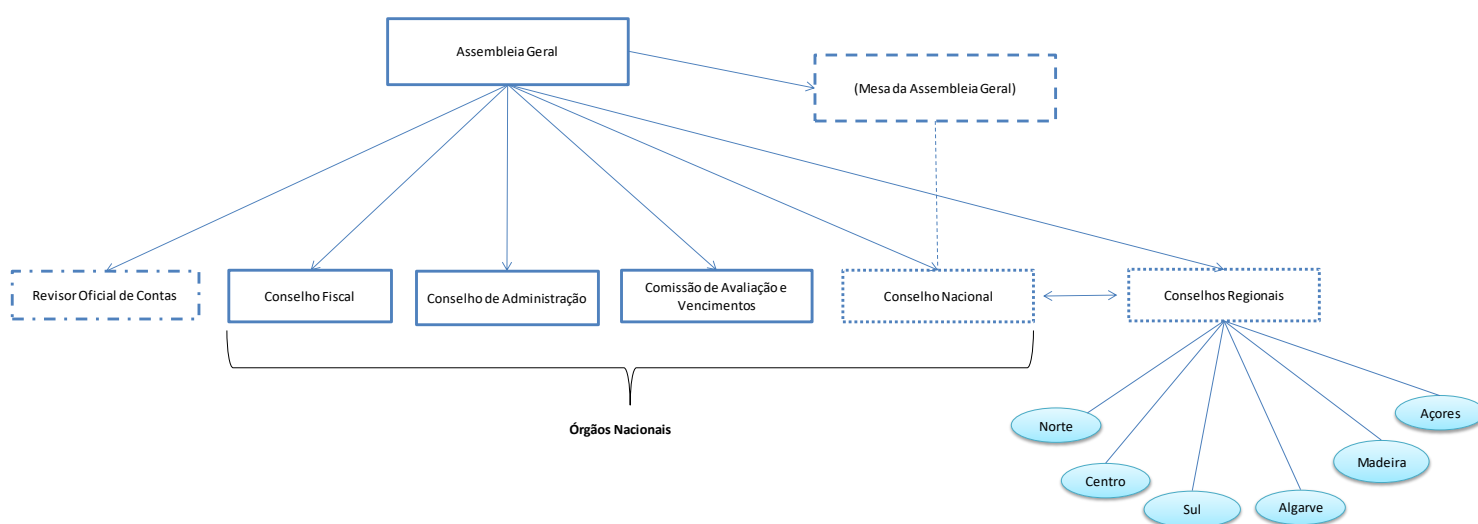 Assembleia Geral
(Mesa da Assembleia Geral)
Revisor Oficial de Contas
Conselho Fiscal
Conselho de Administração
Comissão de Avaliação e
Vencimentos
Conselho Nacional
Conselhos Regionais
Órgãos Nacionais
Norte
Centro
Sul
Algarve
Madeira
Açores